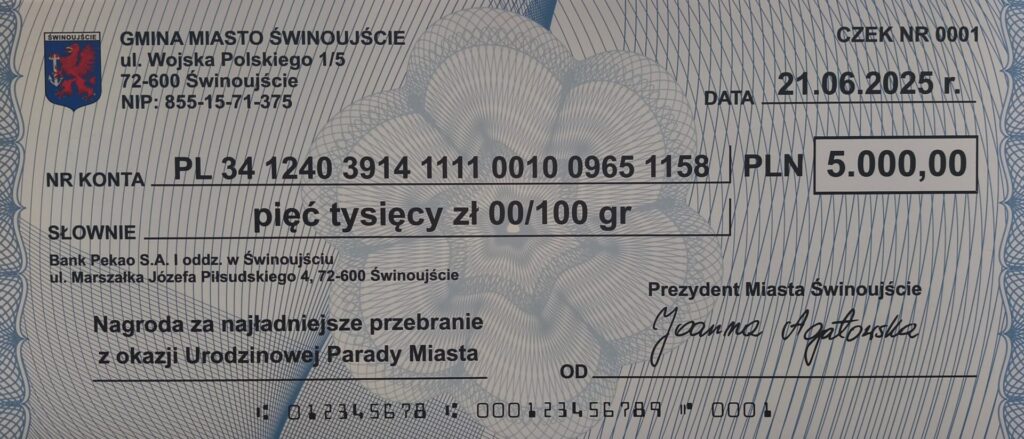 ŚWINOUJŚCIE
GMINA MIASTO ŚWINOUJŚCIE
ul. Wojska Polskiego 1/5
72-600 Świnoujście
NIP: 855-15-71-375
CZEK NR 0001
DATA 21.06.2025 r.
NR KONTA PL 34 1240 3914 1111 0010 0965 1158 PLN 5.000,00
SŁOWNIE pięć tysięcy zł 00/100 gr
Bank Pekao S.A. I oddz. w Świnoujściu
ul. Marszałka Józefa Piłsudskiego 4, 72-600 Świnoujście
Prezydent Miasta Świnoujście
Nagroda za najładniejsze przebranie
z okazji Urodzinowej Parady Miasta
OD Joanna Agatowska
⑆ 012345678 ⑆ 000123456789 ⑈ 0001